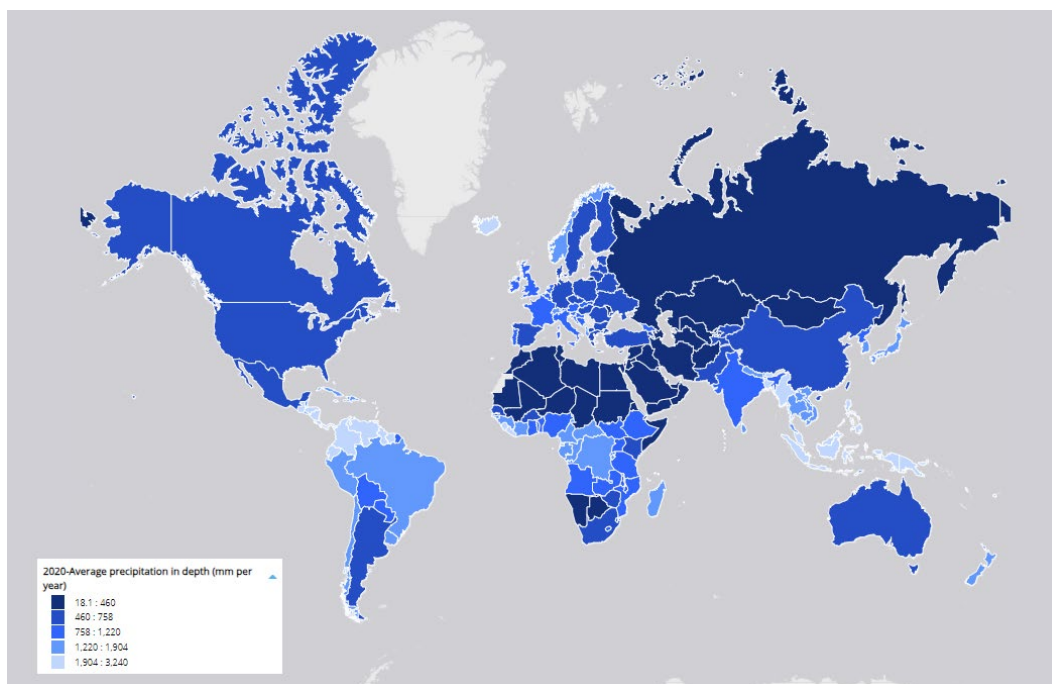 2020-Average precipitation in depth (mm per
year)
18.1 : 460
460 : 758
758 : 1,220
1,220 : 1,904
1,904 : 3,240